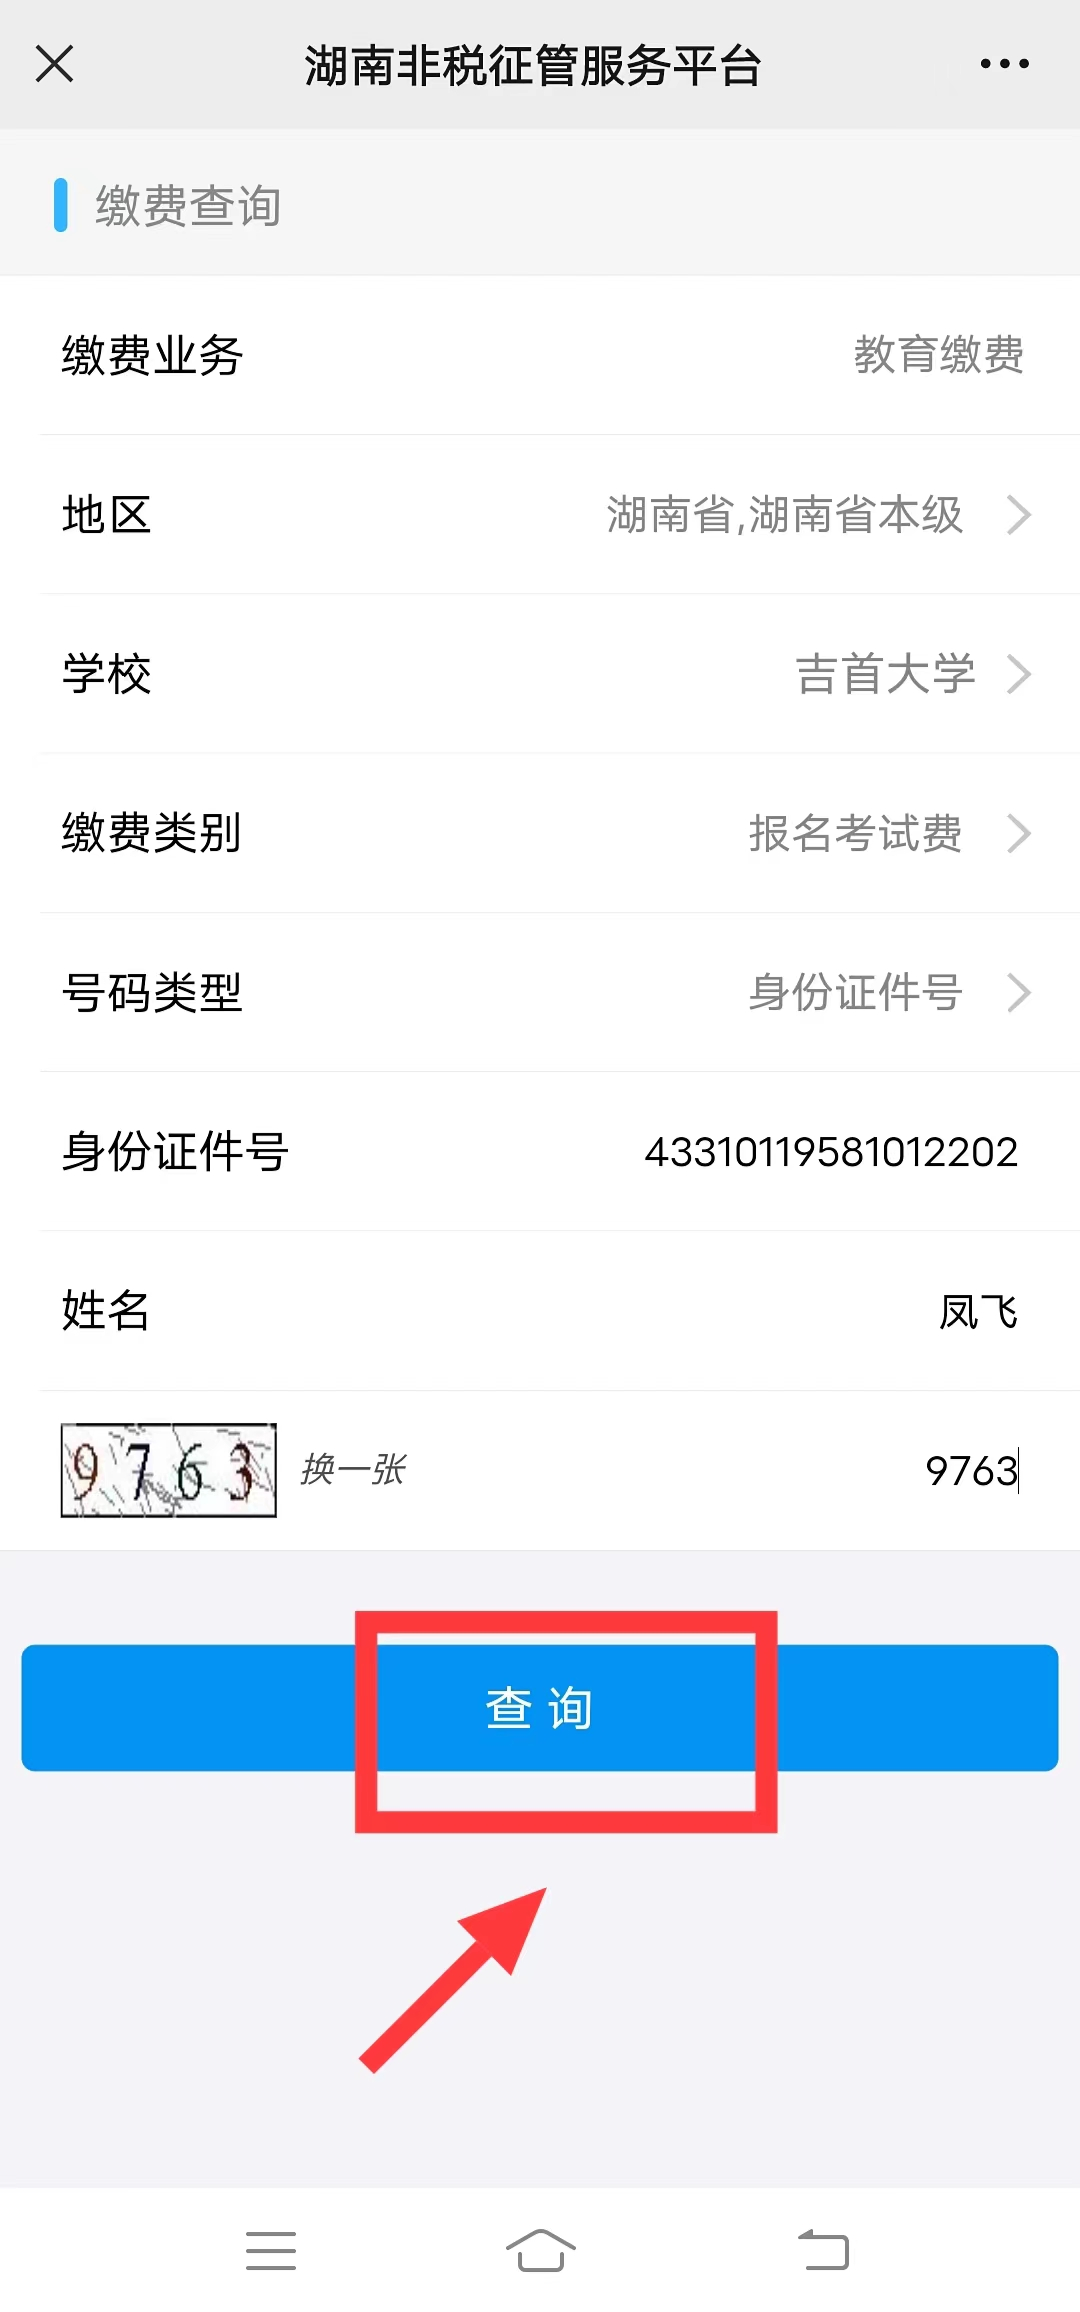 湖南非税征管服务平台
缴费查询
缴费业务 教育缴费
地区 湖南省,湖南省本级
学校 吉首大学
缴费类别 报名考试费
号码类型 身份证件号
身份证件号 43310119581012202
姓名 凤飞
9763 换一张 9763
查 询